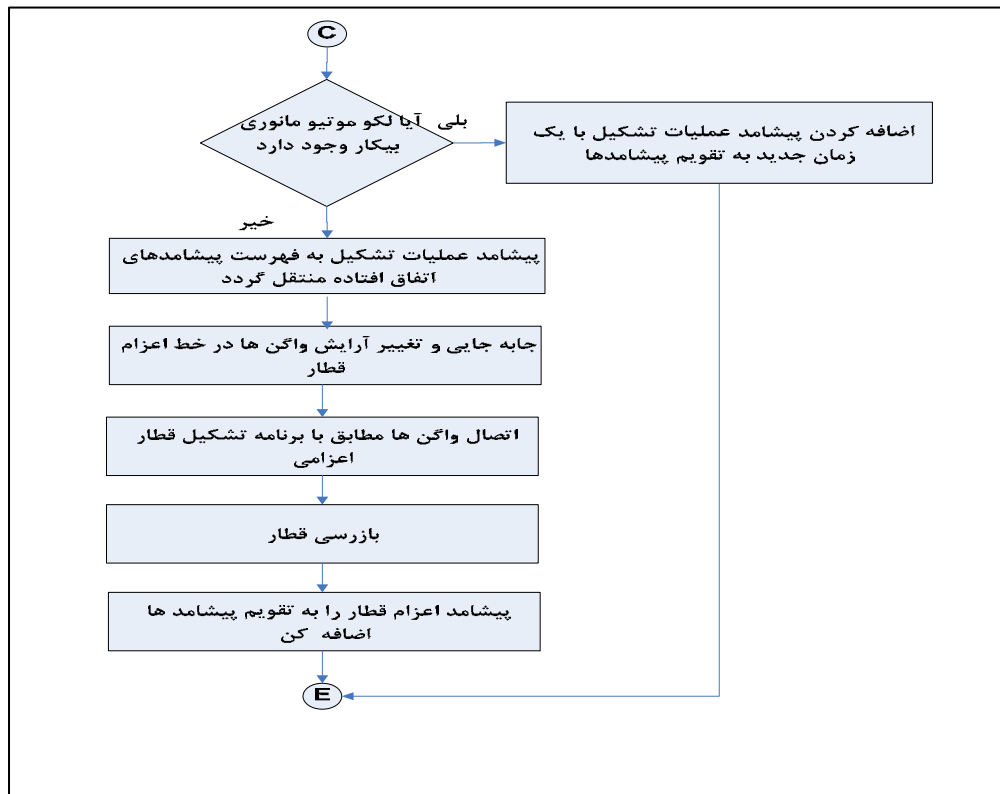 C
آیا لکو موتیو مانوری
بیکار وجود دارد
بلی
اضافه کردن پیشامد عملیات تشکیل با یک
زمان جدید به تقویم پیشامدها
خیر
پیشامد عملیات تشکیل به فهرست پیشامدهای
اتفاق افتاده منتقل گردد
جابه جایی و تغییر آرایش واگن ها در خط اعزام
قطار
اتصال واگن ها مطابق با برنامه تشکیل قطار
اعزامی
بازرسی قطار
پیشامد اعزام قطار را به تقویم پیشامد ها
اضافه کن
E